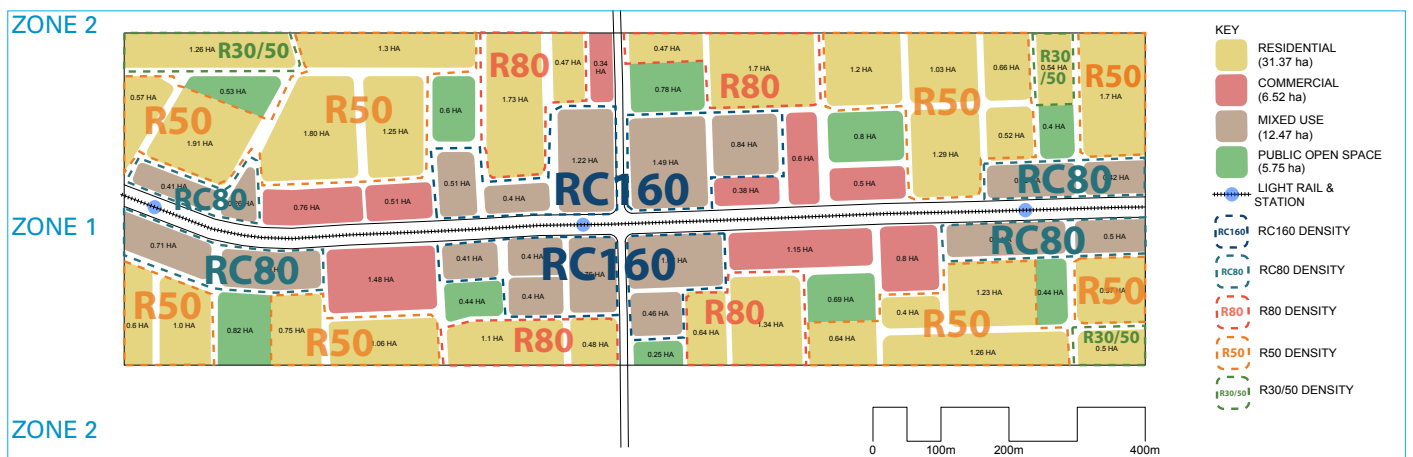 ZONE 2
1.26 HA
R30/50
1.3 HA
R80
0.47 HA
0.34 HA
0.47 HA
1.7 HA
R80
1.2 HA
1.03 HA
0.66 HA
R30
/50
0.54 HA
R50
1.7 HA
0.57 HA
0.53 HA
R50
1.91 HA
R50
1.80 HA
1.25 HA
0.6 HA
1.73 HA
0.78 HA
R50
0.8 HA
0.52 HA
0.4 HA
1.22 HA
1.49 HA
0.84 HA
0.6 HA
1.29 HA
0.41 HA
RC80
0.76 HA
0.51 HA
0.51 HA
0.4 HA
RC160
0.38 HA
0.5 HA
RC80
ZONE 1
0.71 HA
RC80
1.48 HA
0.41 HA
0.4 HA
RC160
1.15 HA
0.8 HA
RC80
0.5 HA
R50
0.6 HA
1.0 HA
0.82 HA
0.75 HA
R50
1.06 HA
0.44 HA
0.4 HA
0.46 HA
0.64 HA
R80
1.34 HA
0.69 HA
0.4 HA
1.23 HA
R50
0.44 HA
R50
1.1 HA
R80
0.48 HA
0.25 HA
0.64 HA
1.26 HA
R30/50
0.5 HA
ZONE 2
KEY
RESIDENTIAL
(31.37 ha)
COMMERCIAL
(6.52 ha)
MIXED USE
(12.47 ha)
PUBLIC OPEN SPACE
(5.75 ha)
LIGHT RAIL &
STATION
RC160 RC160 DENSITY
RC80 RC80 DENSITY
R80 R80 DENSITY
R50 R50 DENSITY
R30/50 R30/50 DENSITY
0 100m 200m 400m